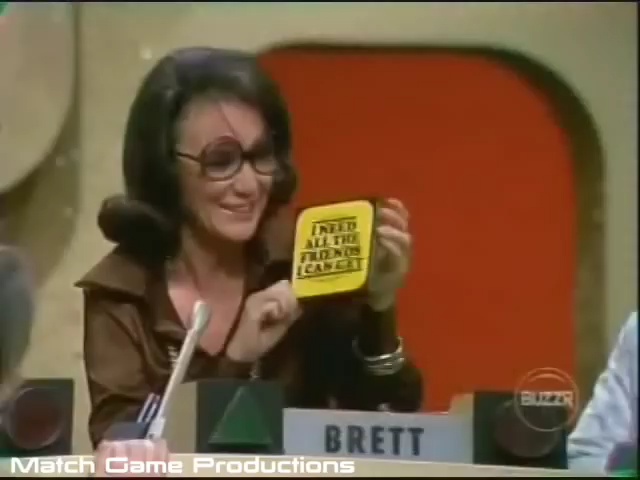 I NEED
ALL THE
FRIENDS
I CAN GET
BUZZR
BRETT
Match Game Productions